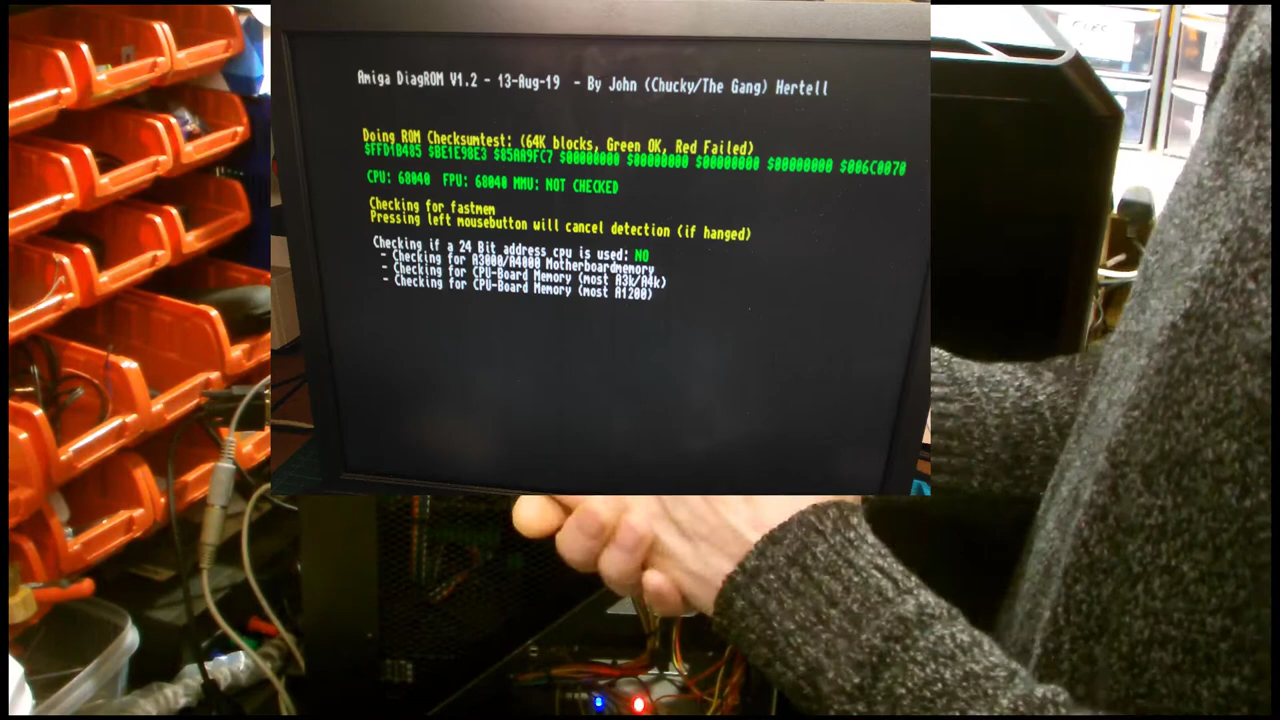 Amiga DiagROM V1.2 - 13-Aug-19 - By John (Chucky/The Gang) Hertell
Doing ROM Checksumtest: (64K blocks, Green OK, Red Failed)
$FFD1B485 $BE1E98E3 $05AA9FC7 $00000000 $00000000 $00000000 $00000000 $006C0070
CPU: 68040 FPU: 68040 MMU: NOT CHECKED
Checking for fastmem
Pressing left mousebutton will cancel detection (if hanged)
Checking if a 24 Bit address cpu is used: NO
- Checking for A3000/A4000 Motherboardmemory
- Checking for CPU-Board Memory (most A3k/A4k)
- Checking for CPU-Board Memory (most A1200)